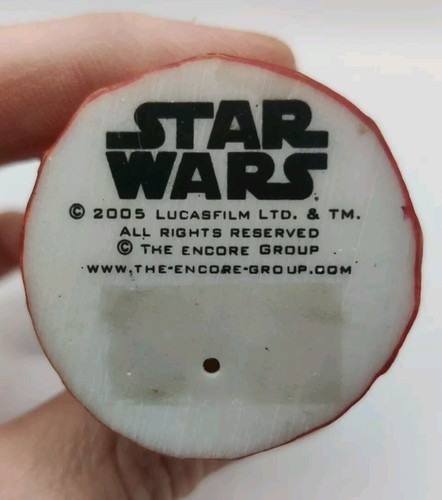 STAR
WARS
© 2005 LUCASFILM LTD. & TM.
ALL RIGHTS RESERVED
© THE ENCORE GROUP
WWW.THE-ENCORE-GROUP.COM